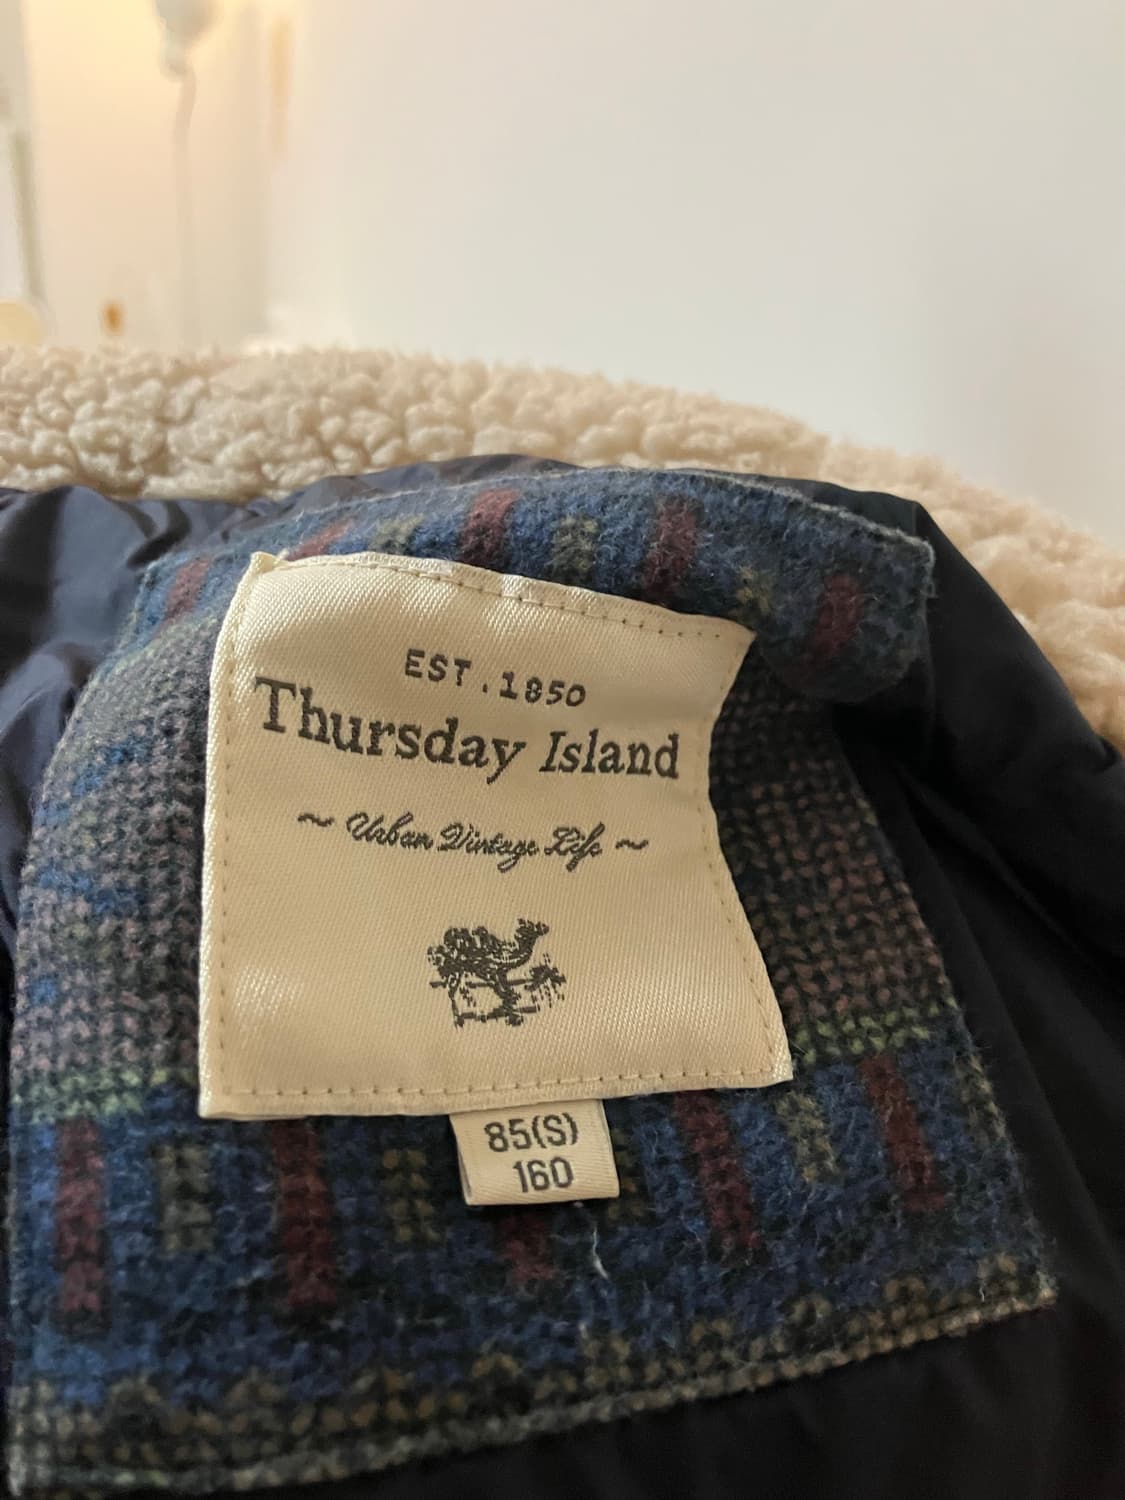 EST.1850
Thursday Island
~ Urban Vintage Life ~
85(S)
160